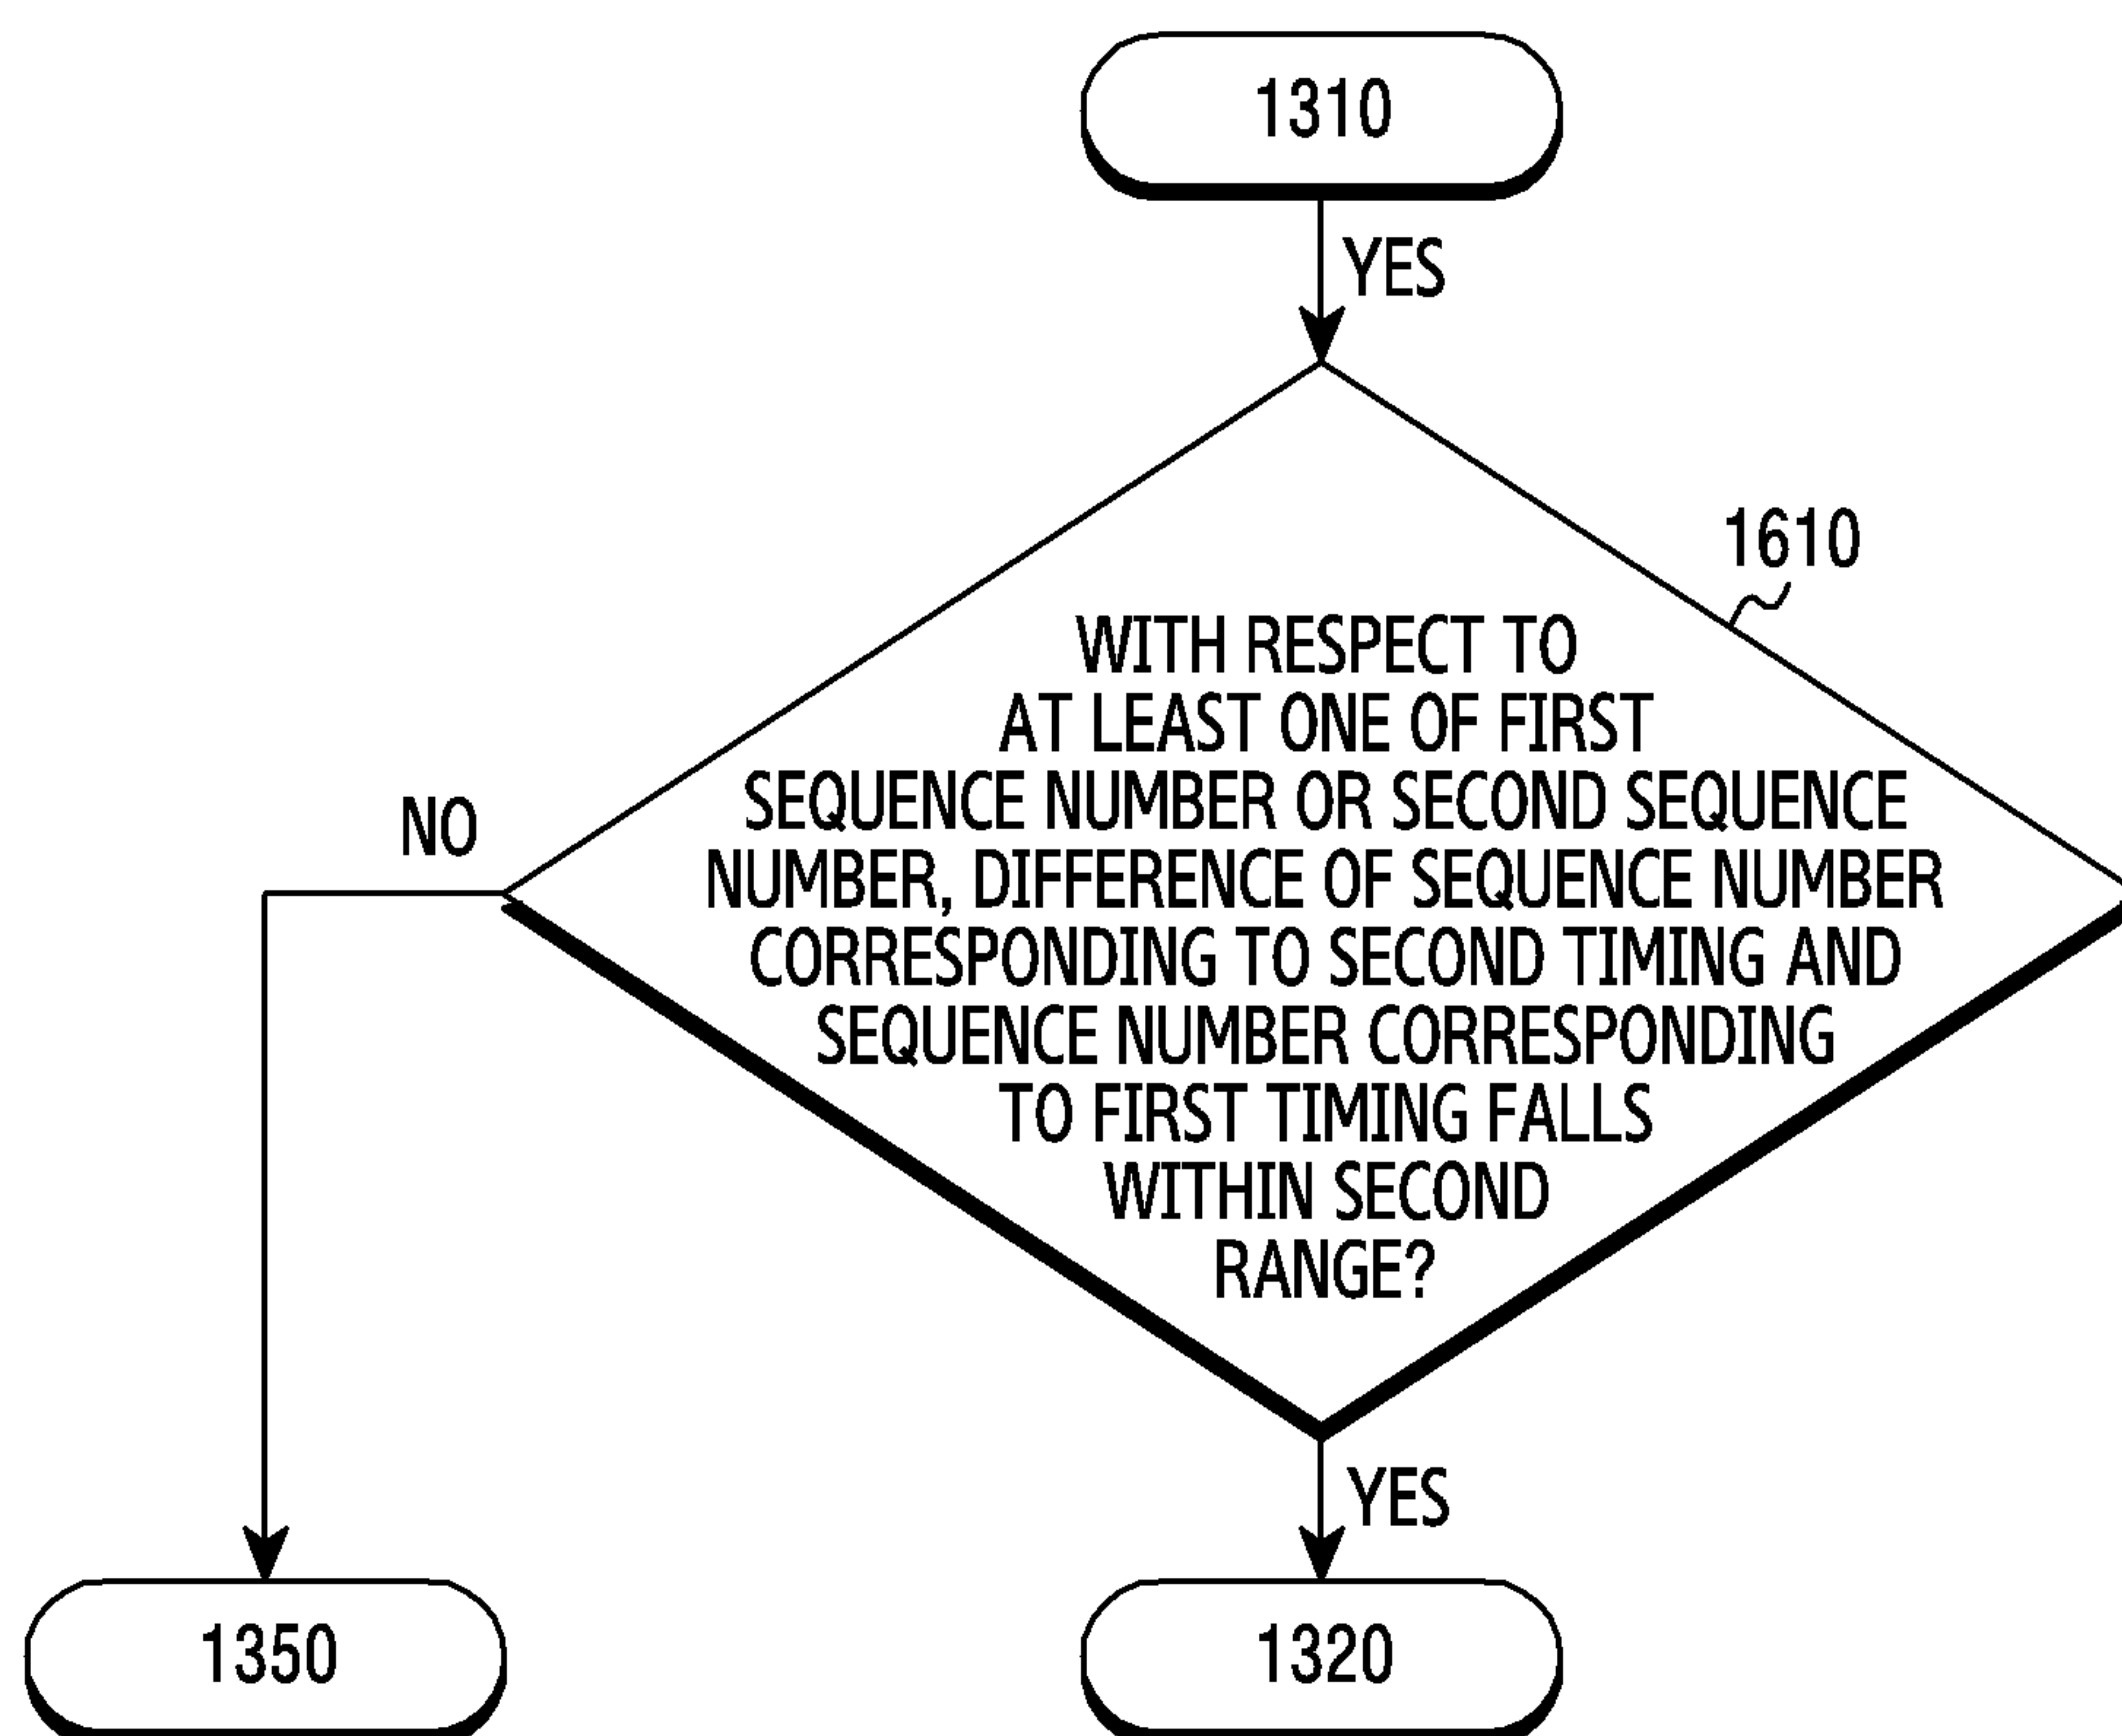 1310
YES
1610
WITH RESPECT TO
AT LEAST ONE OF FIRST
SEQUENCE NUMBER OR SECOND SEQUENCE
NUMBER, DIFFERENCE OF SEQUENCE NUMBER
CORRESPONDING TO SECOND TIMING AND
SEQUENCE NUMBER CORRESPONDING
TO FIRST TIMING FALLS
WITHIN SECOND
RANGE?
NO
YES
1350
1320